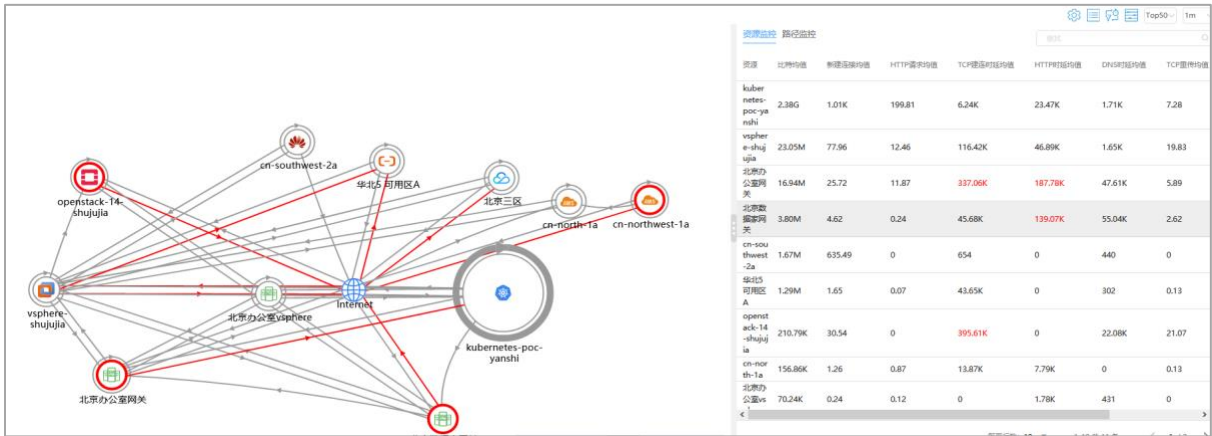 Top50
1m
资源监控 路径监控
查找
资源 比特均值 新建连接均值 HTTP请求均值 TCP建连时延均值 HTTP时延均值 DNS时延均值 TCP重传均值
kuber
netes-
poc-ya
nshi
2.38G 1.01K 199.81 6.24K 23.47K 1.71K 7.28
vspher
e-shuj
ujia
23.05M 77.96 12.46 116.42K 46.89K 1.65K 19.83
北京办
公室网
关
16.94M 25.72 11.87 337.06K 187.78K 47.61K 5.89
北京数
据家网
关
3.80M 4.62 0.24 45.68K 139.07K 55.04K 2.62
cn-sou
thwest
-2a
1.67M 635.49 0 654 0 440 0
华北5
可用区
A
1.29M 1.65 0.07 43.65K 0 302 0.13
openst
ack-14
-shujuj
ia
210.79K 30.54 0 395.61K 0 22.08K 21.07
cn-nor
th-1a
156.86K 1.26 0.87 13.87K 7.79K 0 0.13
北京办
公室vs
70.24K 0.24 0.12 0 1.78K 431 0
cn-southwest-2a
华北5 可用区A
openstack-14-
shujujia
北京三区
cn-north-1a
cn-northwest-1a
vsphere-
shujujia
北京办公室vsphere
Internet
kubernetes-poc-
yanshi
北京办公室网关